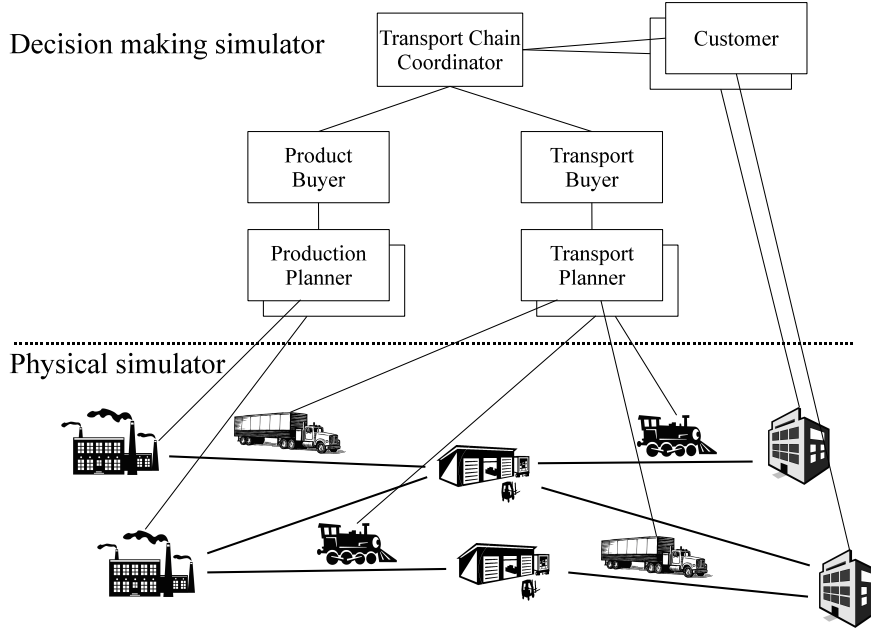 Decision making simulator
Transport Chain
Coordinator
Customer
Product
Buyer
Transport
Buyer
Production
Planner
Transport
Planner
Physical simulator